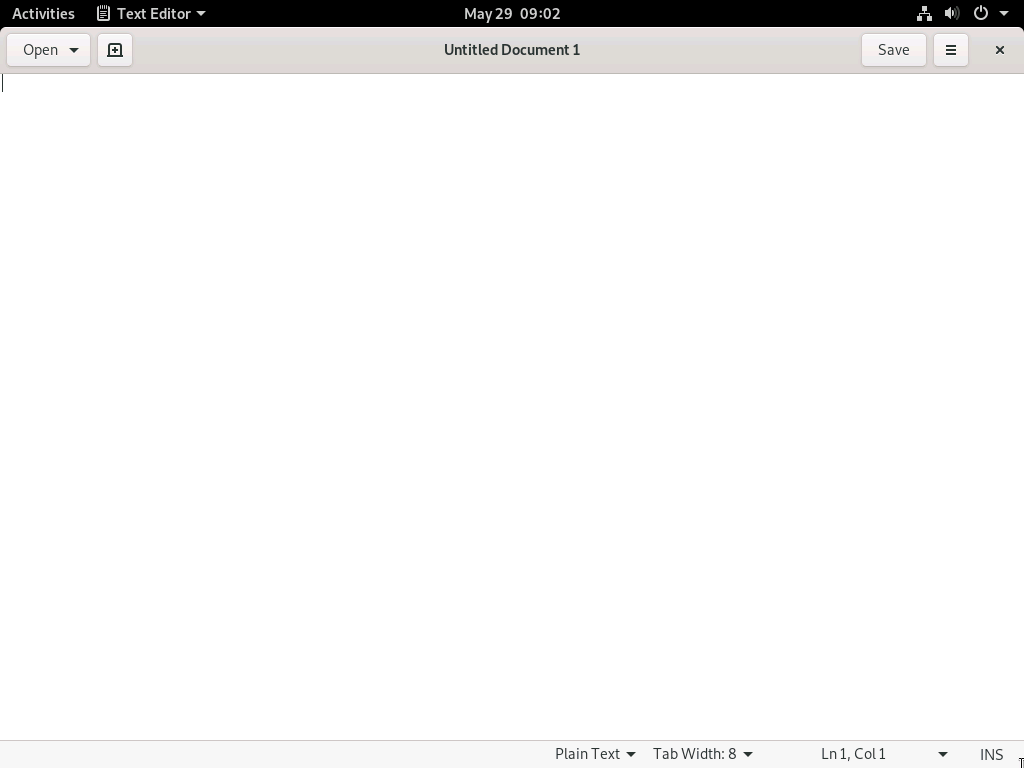 Activities Text Editor May 29 09:02
Open Untitled Document 1 Save
Plain Text Tab Width: 8 Ln 1, Col 1 INS